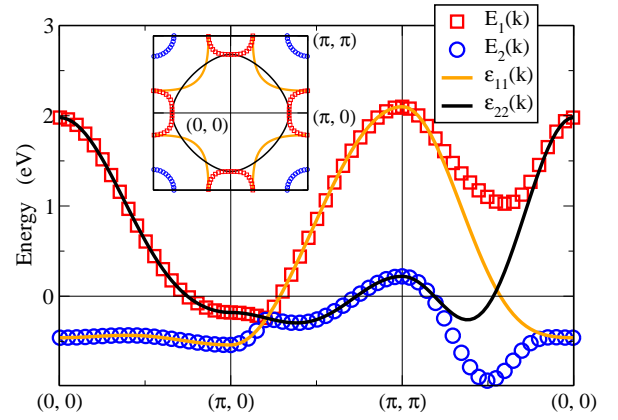 3
2
1
0
Energy (eV)
(0, 0)
(π, 0)
(π, π)
(0, 0)
E₁(k)
E₂(k)
ε₁₁(k)
ε₂₂(k)
(π, π)
(π, 0)
(0, 0)